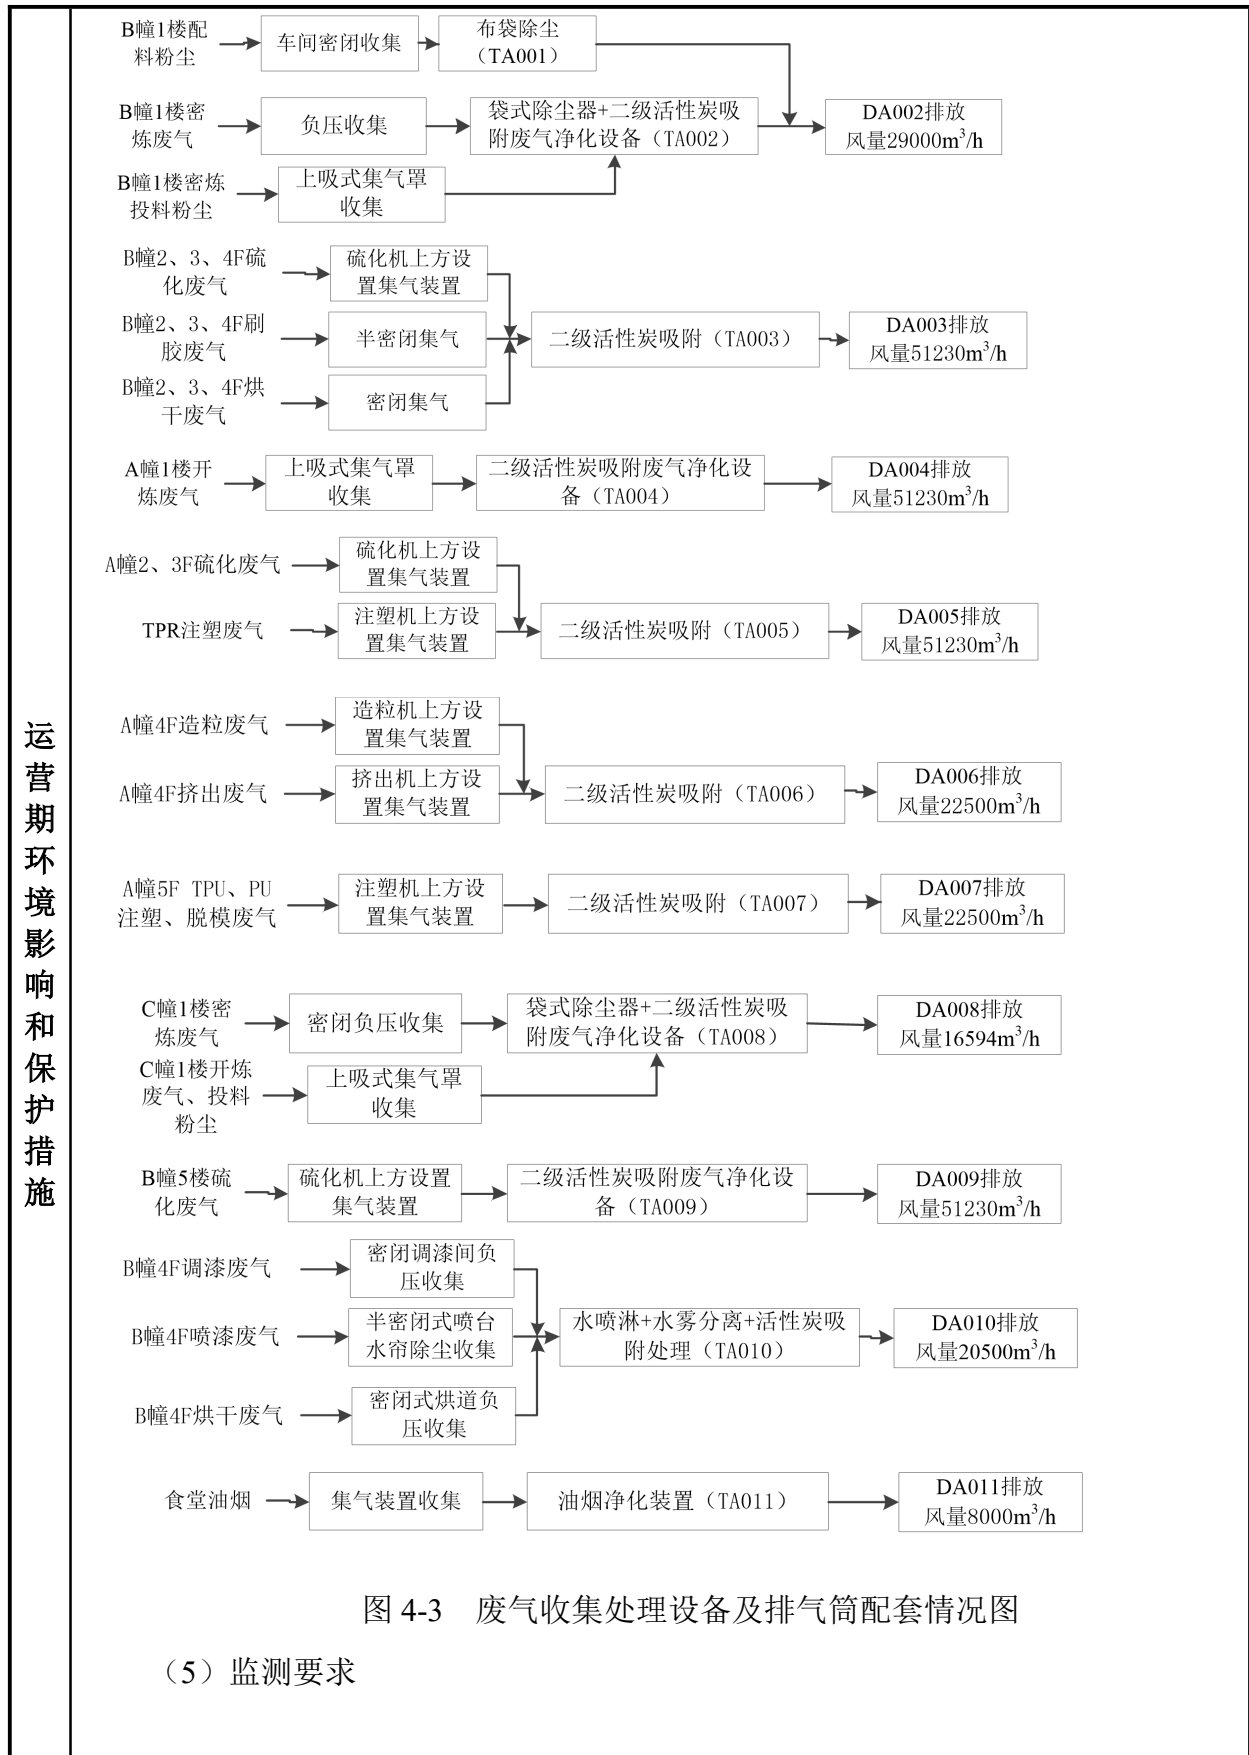 B幢1楼配
料粉尘
车间密闭收集
布袋除尘
（TA001）
B幢1楼密
炼废气
负压收集
袋式除尘器+二级活性炭吸
附废气净化设备（TA002）
DA002排放
风量29000m³/h
B幢1楼密炼
投料粉尘
上吸式集气罩
收集
B幢2、3、4F硫
化废气
硫化机上方设
置集气装置
B幢2、3、4F刷
胶废气
半密闭集气
二级活性炭吸附（TA003）
DA003排放
风量51230m³/h
B幢2、3、4F烘
干废气
密闭集气
A幢1楼开
炼废气
上吸式集气罩
收集
二级活性炭吸附废气净化设
备（TA004）
DA004排放
风量51230m³/h
A幢2、3F硫化废气
硫化机上方设
置集气装置
TPR注塑废气
注塑机上方设
置集气装置
二级活性炭吸附（TA005）
DA005排放
风量51230m³/h
A幢4F造粒废气
造粒机上方设
置集气装置
A幢4F挤出废气
挤出机上方设
置集气装置
二级活性炭吸附（TA006）
DA006排放
风量22500m³/h
A幢5F TPU、PU
注塑、脱模废气
注塑机上方设
置集气装置
二级活性炭吸附（TA007）
DA007排放
风量22500m³/h
C幢1楼密
炼废气
密闭负压收集
袋式除尘器+二级活性炭吸
附废气净化设备（TA008）
DA008排放
风量16594m³/h
C幢1楼开炼
废气、投料
粉尘
上吸式集气罩
收集
B幢5楼硫
化废气
硫化机上方设置
集气装置
二级活性炭吸附废气净化设
备（TA009）
DA009排放
风量51230m³/h
B幢4F调漆废气
密闭调漆间负
压收集
B幢4F喷漆废气
半密闭式喷台
水帘除尘收集
水喷淋+水雾分离+活性炭吸
附处理（TA010）
DA010排放
风量20500m³/h
B幢4F烘干废气
密闭式烘道负
压收集
食堂油烟
集气装置收集
油烟净化装置（TA011）
DA011排放
风量8000m³/h
运
营
期
环
境
影
响
和
保
护
措
施
图 4-3 废气收集处理设备及排气筒配套情况图
（5）监测要求